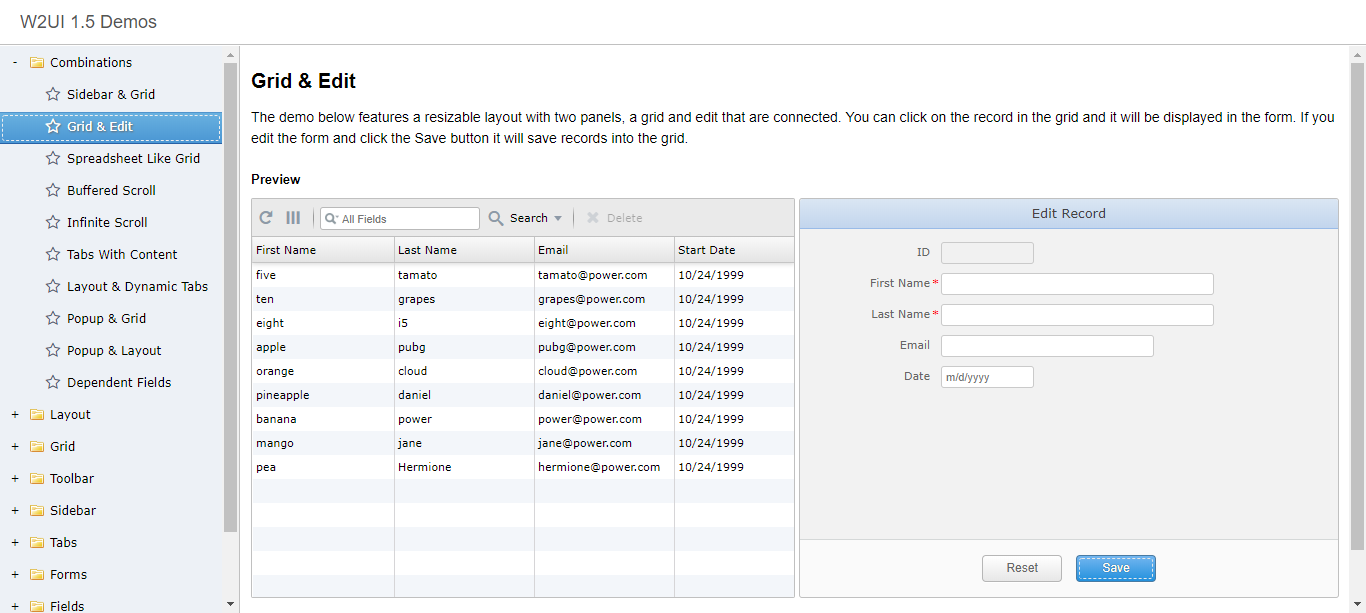 W2UI 1.5 Demos
- Combinations
Sidebar & Grid
Grid & Edit
Spreadsheet Like Grid
Buffered Scroll
Infinite Scroll
Tabs With Content
Layout & Dynamic Tabs
Popup & Grid
Popup & Layout
Dependent Fields
+ Layout
+ Grid
+ Toolbar
+ Sidebar
+ Tabs
+ Forms
+ Fields
Grid & Edit
The demo below features a resizable layout with two panels, a grid and edit that are connected. You can click on the record in the grid and it will be displayed in the form. If you
edit the form and click the Save button it will save records into the grid.
Preview
All Fields Search Delete
First Name Last Name Email Start Date
five tamato tamato@power.com 10/24/1999
ten grapes grapes@power.com 10/24/1999
eight i5 eight@power.com 10/24/1999
apple pubg pubg@power.com 10/24/1999
orange cloud cloud@power.com 10/24/1999
pineapple daniel daniel@power.com 10/24/1999
banana power power@power.com 10/24/1999
mango jane jane@power.com 10/24/1999
pea Hermione hermione@power.com 10/24/1999
Edit Record
ID
First Name *
Last Name *
Email
Date m/d/yyyy
Reset Save